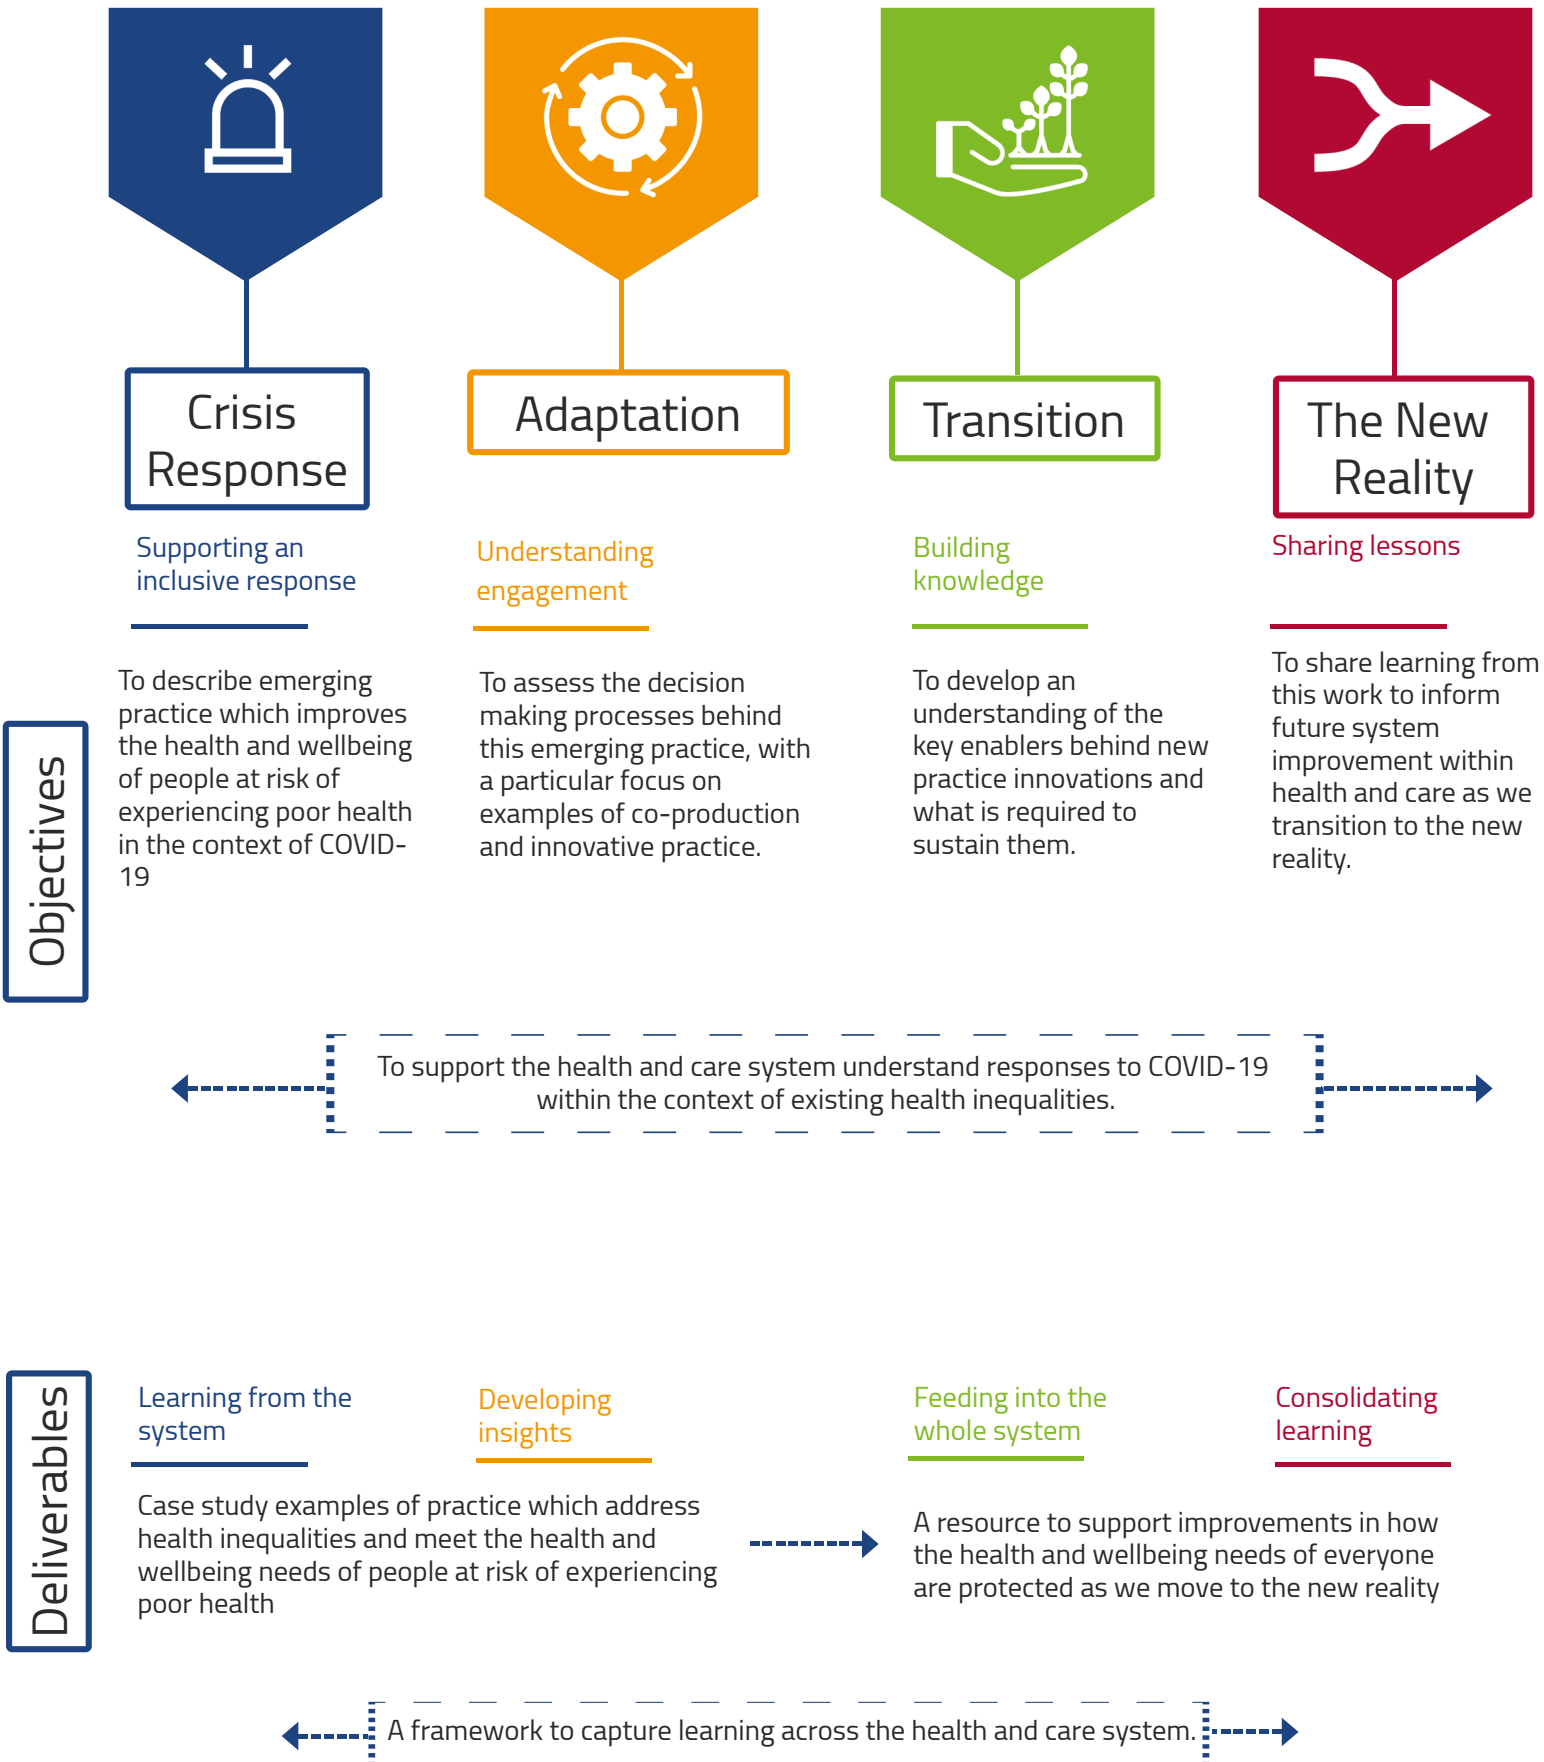 Crisis
Response
Adaptation
Transition
The New
Reality
Supporting an
inclusive response
Understanding
engagement
Building
knowledge
Sharing lessons
Objectives
To describe emerging
practice which improves
the health and wellbeing
of people at risk of
experiencing poor health
in the context of COVID-
19
To assess the decision
making processes behind
this emerging practice, with
a particular focus on
examples of co-production
and innovative practice.
To develop an
understanding of the
key enablers behind new
practice innovations and
what is required to
sustain them.
To share learning from
this work to inform
future system
improvement within
health and care as we
transition to the new
reality.
To support the health and care system understand responses to COVID-19
within the context of existing health inequalities.
Deliverables
Learning from the
system
Developing
insights
Feeding into the
whole system
Consolidating
learning
Case study examples of practice which address
health inequalities and meet the health and
wellbeing needs of people at risk of experiencing
poor health
A resource to support improvements in how
the health and wellbeing needs of everyone
are protected as we move to the new reality
A framework to capture learning across the health and care system.